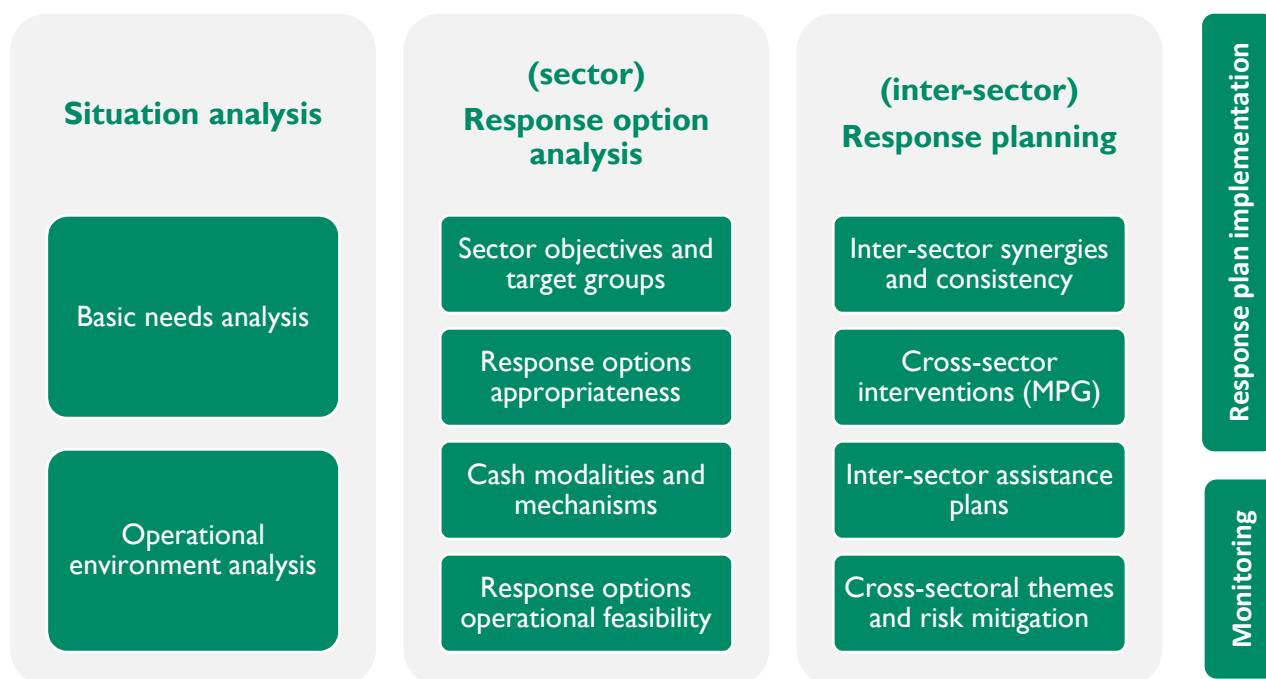 Situation analysis
Basic needs analysis
Operational
environment analysis
(sector)
Response option
analysis
Sector objectives and
target groups
Response options
appropriateness
Cash modalities and
mechanisms
Response options
operational feasibility
(inter-sector)
Response planning
Inter-sector synergies
and consistency
Cross-sector
interventions (MPG)
Inter-sector assistance
plans
Cross-sectoral themes
and risk mitigation
Response plan implementation
Monitoring